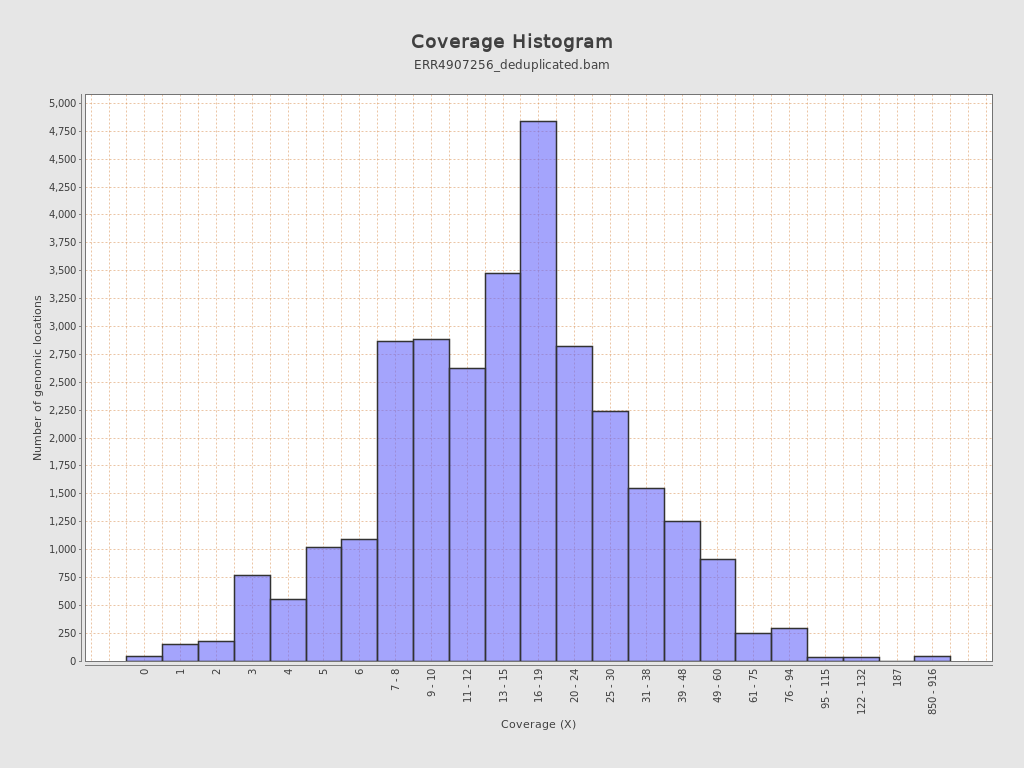 Coverage Histogram
ERR4907256_deduplicated.bam
Number of genomic locations
5,000
4,750
4,500
4,250
4,000
3,750
3,500
3,250
3,000
2,750
2,500
2,250
2,000
1,750
1,500
1,250
1,000
750
500
250
0
0
1
2
3
4
5
6
7 - 8
9 - 10
11 - 12
13 - 15
16 - 19
20 - 24
25 - 30
31 - 38
39 - 48
49 - 60
61 - 75
76 - 94
95 - 115
122 - 132
187
850 - 916
Coverage (X)